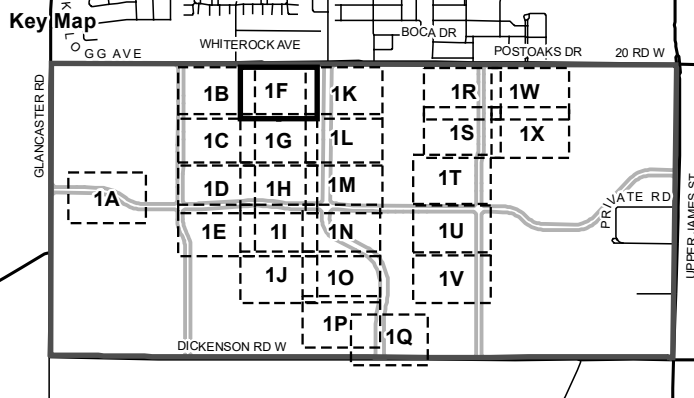 Key Map
K LO
GG AVE
WHITEROCK AVE
BOCA DR
POSTOAKS DR
20 RD W
GLANCASTER RD
1B
1F
1K
1R
1W
1C
1G
1L
1S
1X
1D
1H
1M
1T
1A
PRIVATE RD
UPPER JAMES ST
1E
1I
1N
1U
1J
1O
1V
1P
1Q
DICKENSON RD W